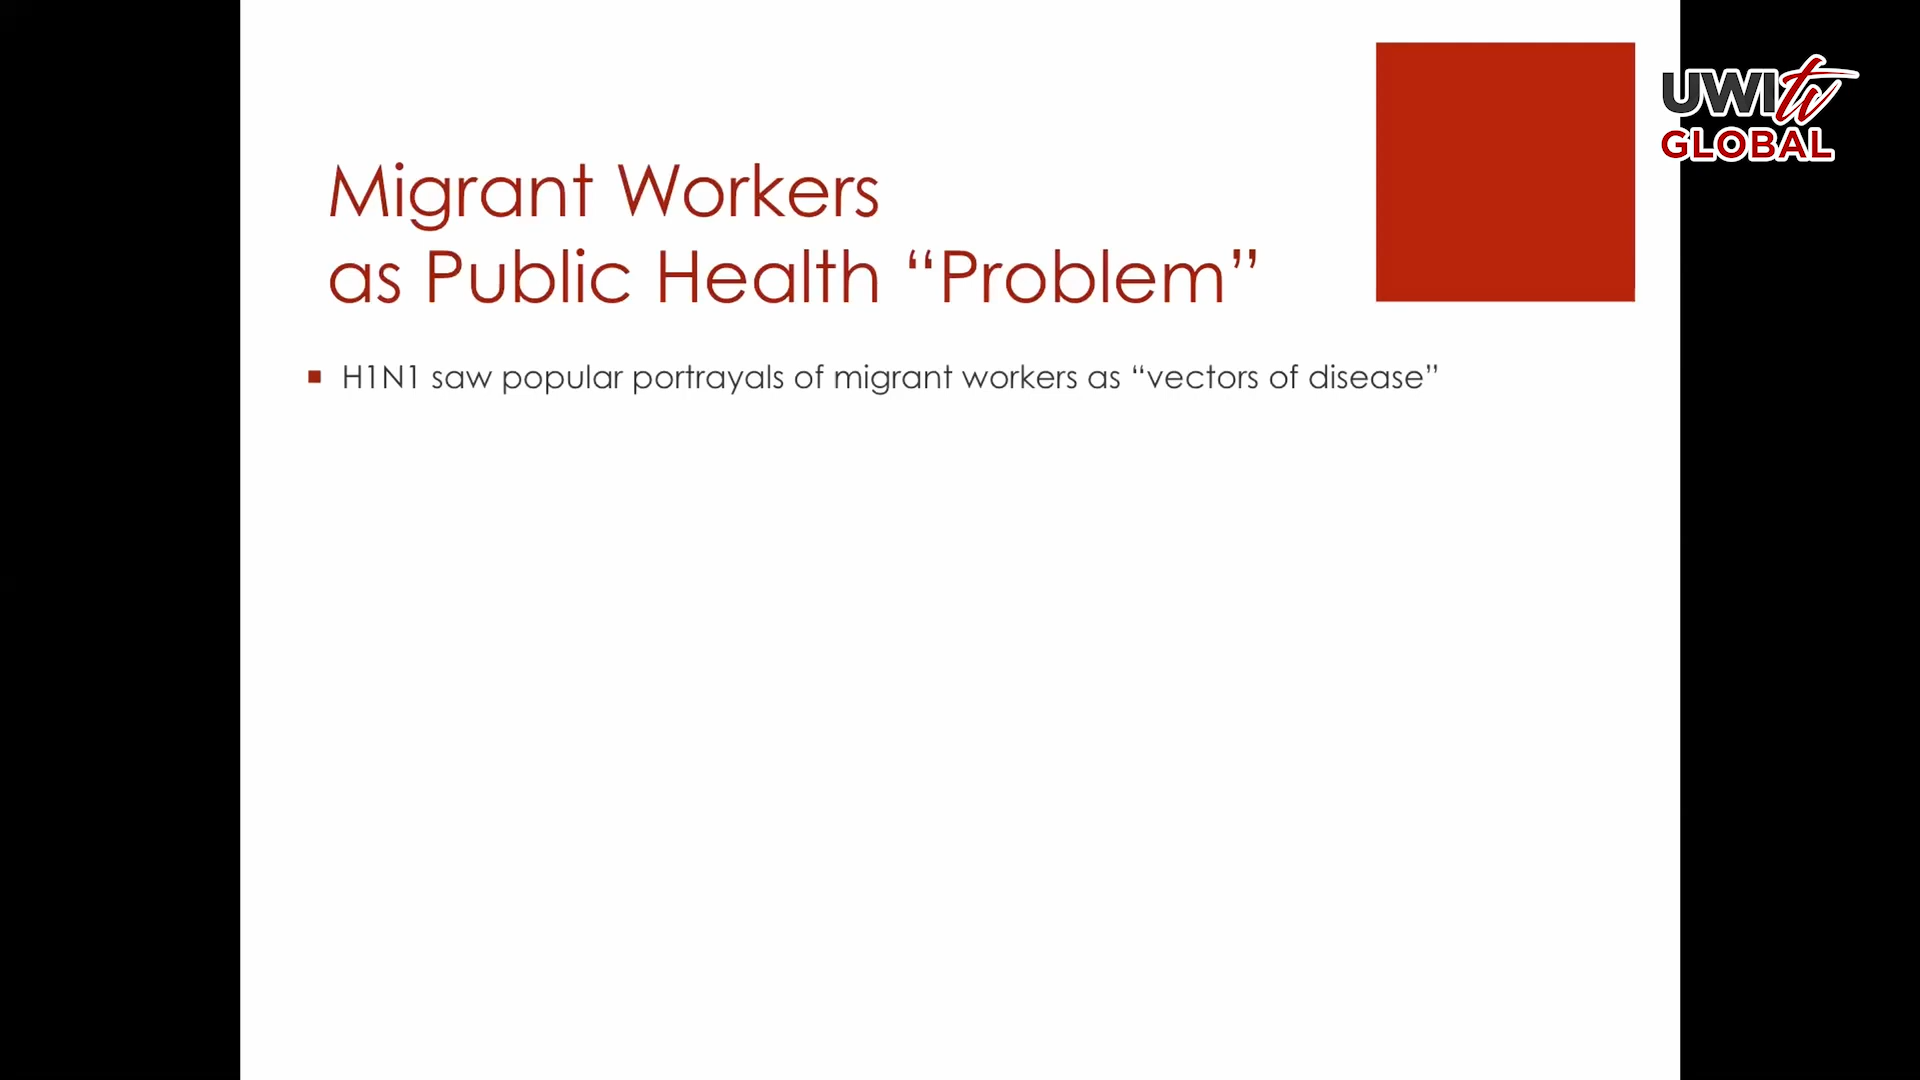 Migrant Workers
as Public Health “Problem”
▪ H1N1 saw popular portrayals of migrant workers as “vectors of disease”
UWItv
GLOBAL